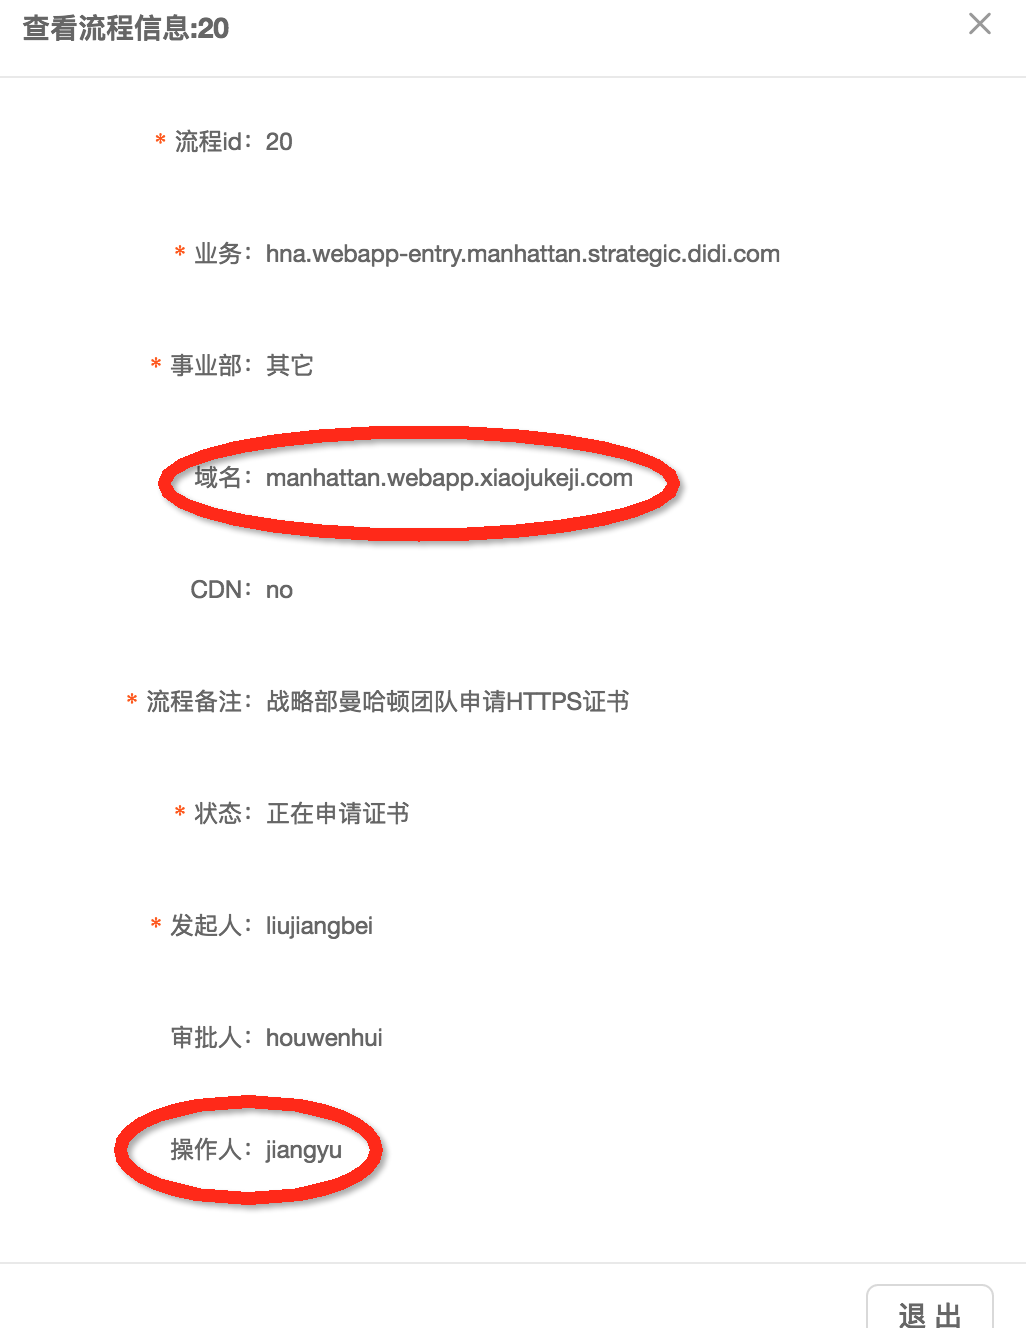 查看流程信息:20
* 流程id： 20
* 业务： hna.webapp-entry.manhattan.strategic.didi.com
* 事业部： 其它
域名： manhattan.webapp.xiaojukeji.com
CDN： no
* 流程备注： 战略部曼哈顿团队申请HTTPS证书
* 状态： 正在申请证书
* 发起人： liujiangbei
审批人： houwenhui
操作人： jiangyu
退 出